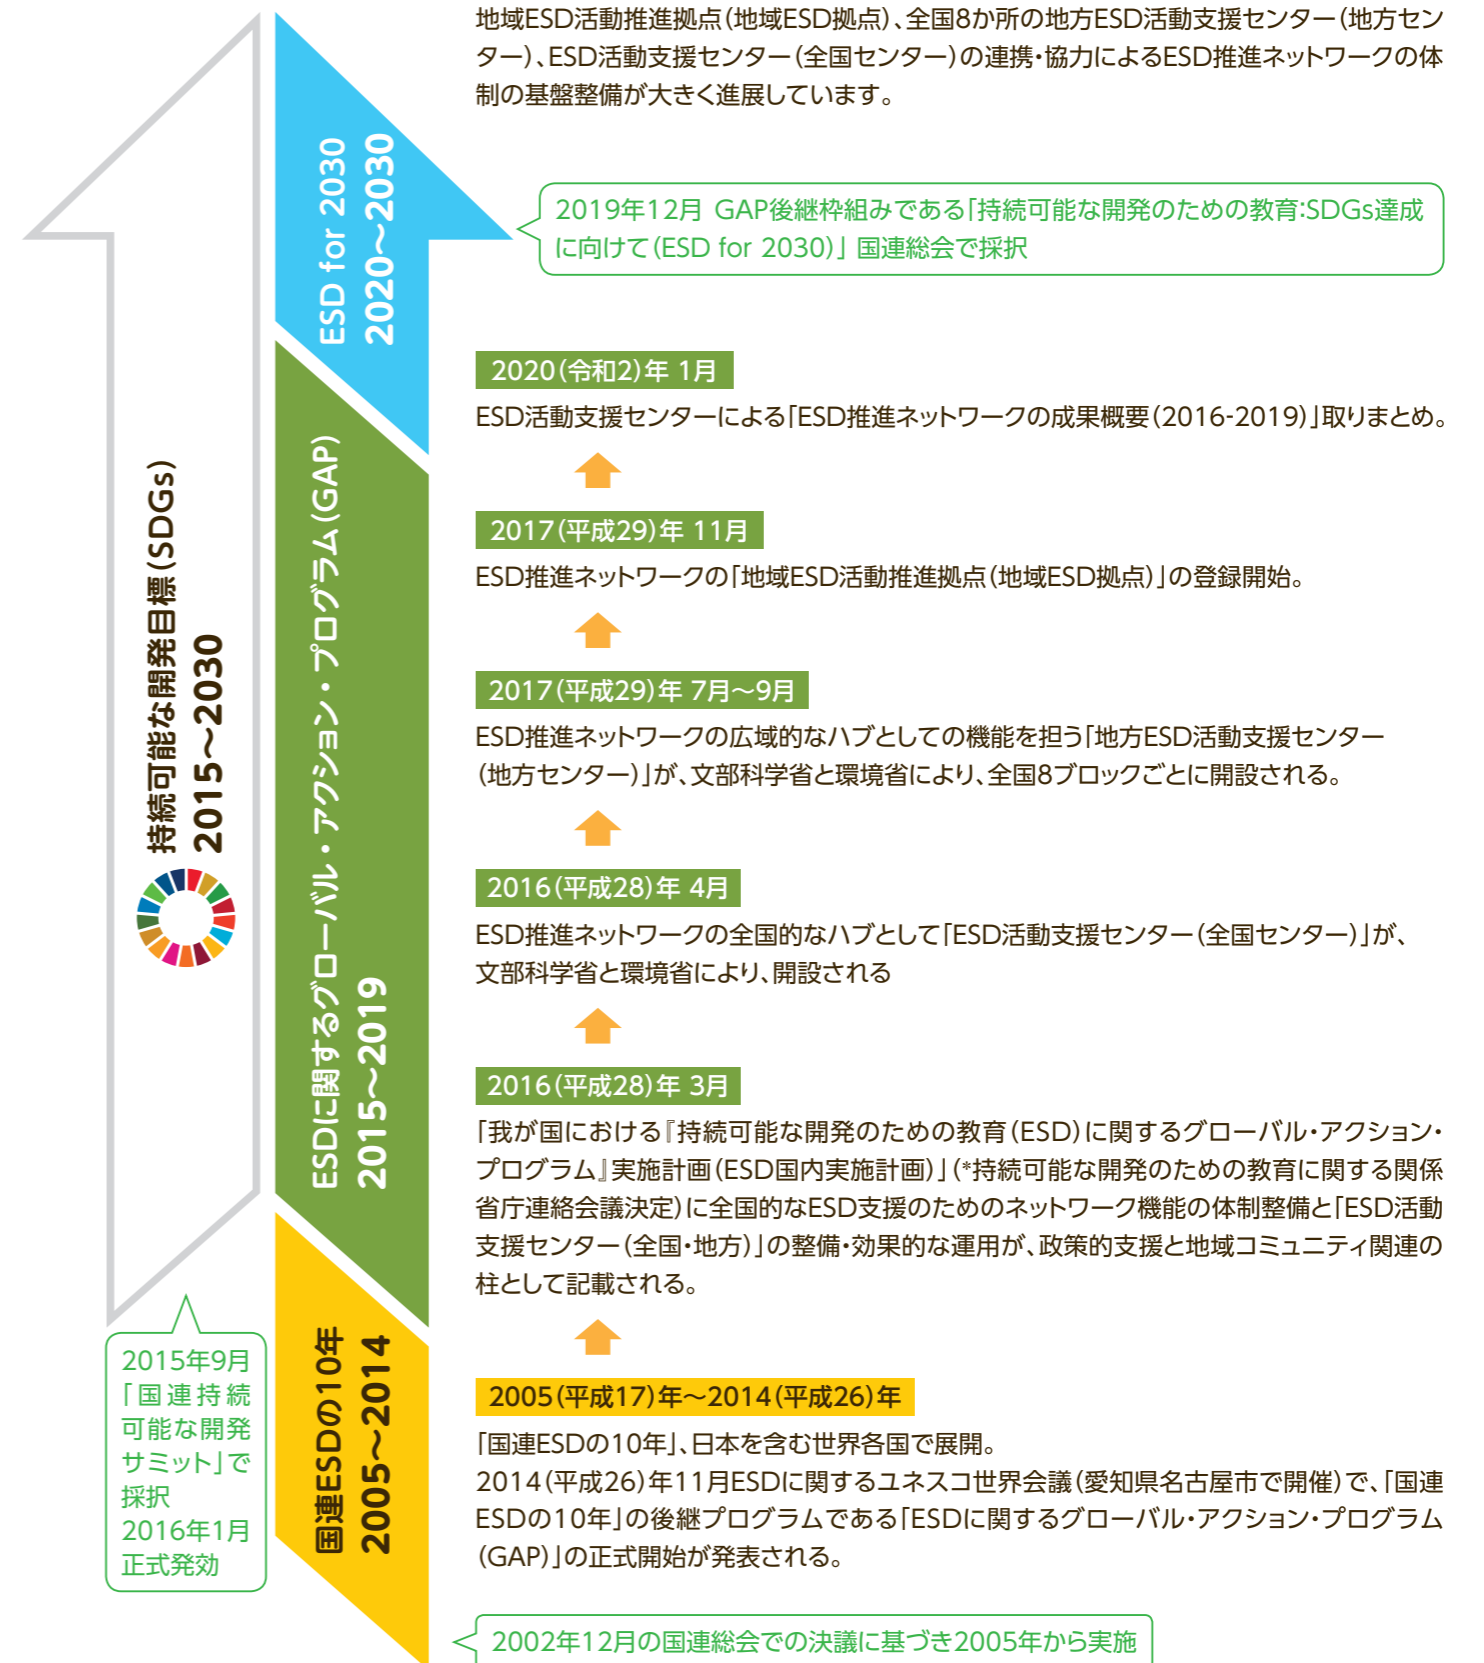 地域ESD活動推進拠点(地域ESD拠点)、全国8か所の地方ESD活動支援センター(地方セン
ター)、ESD活動支援センター(全国センター)の連携・協力によるESD推進ネットワークの体
制の基盤整備が大きく進展しています。
ESD for 2030
2020〜2030
2019年12月 GAP後継枠組みである「持続可能な開発のための教育:SDGs達成
に向けて(ESD for 2030)」 国連総会で採択
2020(令和2)年 1月
ESD活動支援センターによる「ESD推進ネットワークの成果概要(2016-2019)」取りまとめ。
2017(平成29)年 11月
ESD推進ネットワークの「地域ESD活動推進拠点(地域ESD拠点)」の登録開始。
2017(平成29)年 7月〜9月
ESD推進ネットワークの広域的なハブとしての機能を担う「地方ESD活動支援センター
(地方センター)」が、文部科学省と環境省により、全国8ブロックごとに開設される。
2016(平成28)年 4月
ESD推進ネットワークの全国的なハブとして「ESD活動支援センター(全国センター)」が、
文部科学省と環境省により、開設される
2016(平成28)年 3月
「我が国における『持続可能な開発のための教育(ESD)に関するグローバル・アクション・
プログラム』実施計画(ESD国内実施計画)」(*持続可能な開発のための教育に関する関係
省庁連絡会議決定)に全国的なESD支援のためのネットワーク機能の体制整備と「ESD活動
支援センター(全国・地方)」の整備・効果的な運用が、政策的支援と地域コミュニティ関連の
柱として記載される。
ESDに関するグローバル・アクション・プログラム(GAP)
2015〜2019
持続可能な開発目標(SDGs)
2015〜2030
2015年9月
「国連持続
可能な開発
サミット」で
採択
2016年1月
正式発効
国連ESDの10年
2005〜2014
2005(平成17)年〜2014(平成26)年
「国連ESDの10年」、日本を含む世界各国で展開。
2014(平成26)年11月ESDに関するユネスコ世界会議(愛知県名古屋市で開催)で、「国連
ESDの10年」の後継プログラムである「ESDに関するグローバル・アクション・プログラム
(GAP)」の正式開始が発表される。
2002年12月の国連総会での決議に基づき2005年から実施